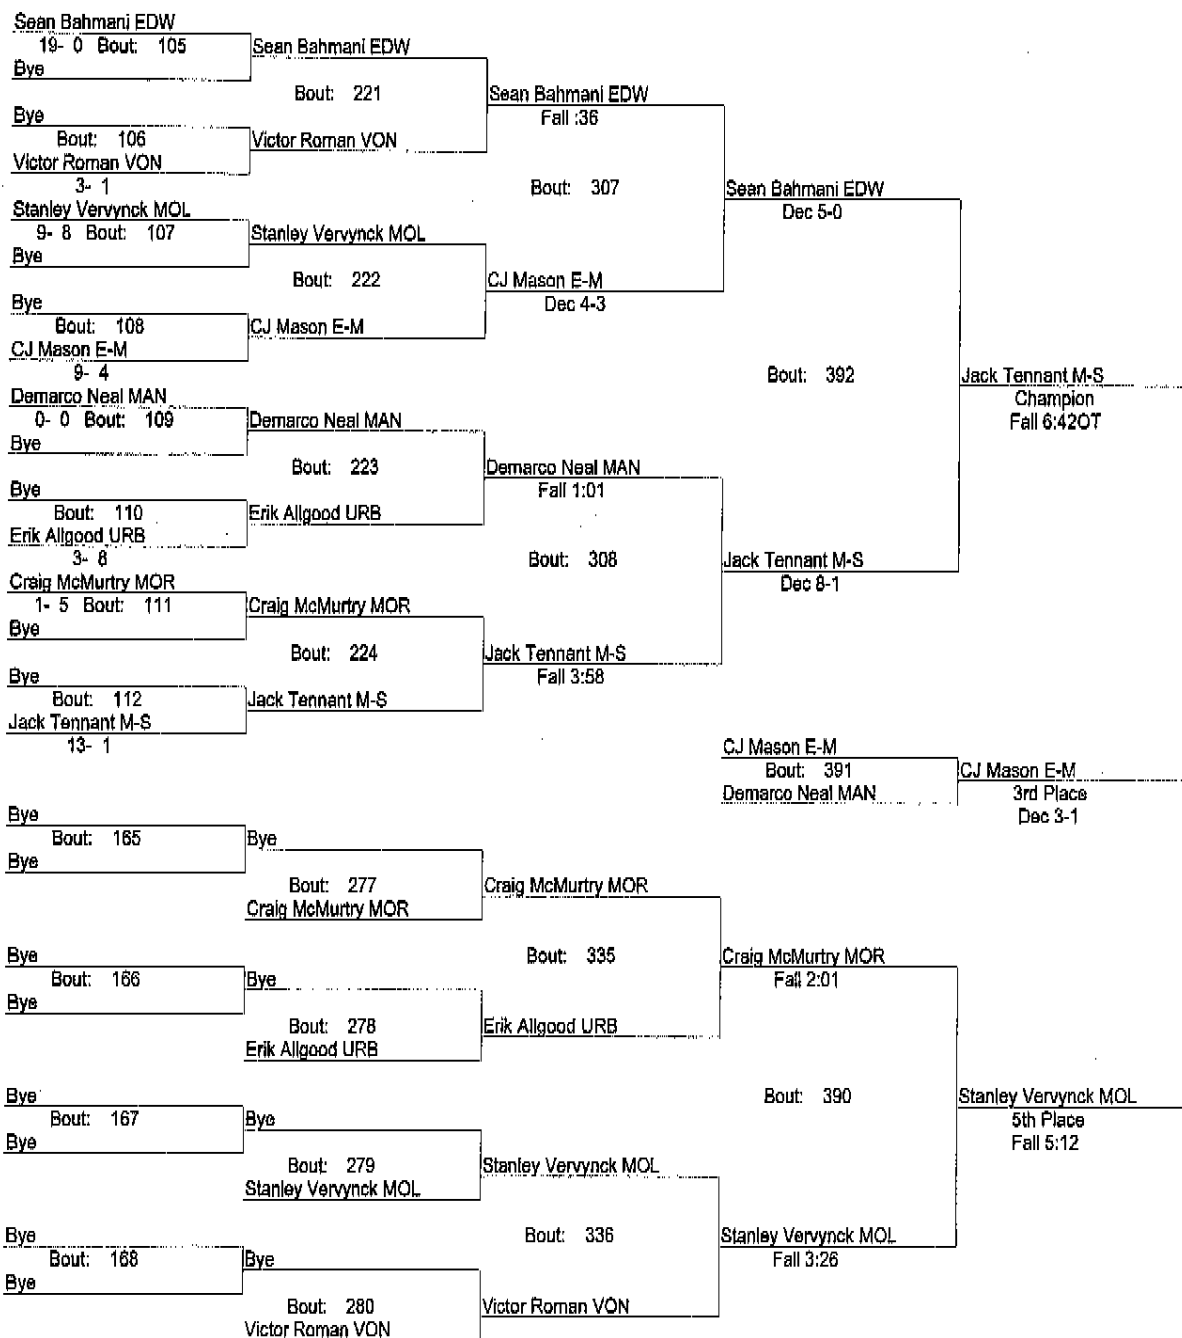 Sean Bahmani EDW
19- 0 Bout: 105
Bye
Sean Bahmani EDW
Bout: 221
Sean Bahmani EDW
Fall :36
Bye
Bout: 106
Victor Roman VON
3- 1
Victor Roman VON
Bout: 307
Sean Bahmani EDW
Dec 5-0
Stanley Vervynck MOL
9- 8 Bout: 107
Bye
Stanley Vervynck MOL
Bout: 222
CJ Mason E-M
Dec 4-3
Bye
Bout: 108
CJ Mason E-M
9- 4
CJ Mason E-M
Bout: 392
Jack Tennant M-S
Champion
Fall 6:42OT
Demarco Neal MAN
0- 0 Bout: 109
Bye
Demarco Neal MAN
Bout: 223
Demarco Neal MAN
Fall 1:01
Bye
Bout: 110
Erik Allgood URB
3- 8
Erik Allgood URB
Bout: 308
Jack Tennant M-S
Dec 8-1
Craig McMurtry MOR
1- 5 Bout: 111
Bye
Craig McMurtry MOR
Bout: 224
Jack Tennant M-S
Fall 3:58
Bye
Bout: 112
Jack Tennant M-S
13- 1
Jack Tennant M-S
CJ Mason E-M
Bout: 391
Demarco Neal MAN
CJ Mason E-M
3rd Place
Dec 3-1
Bye
Bout: 165
Bye
Bye
Bout: 277
Craig McMurtry MOR
Craig McMurtry MOR
Bout: 335
Craig McMurtry MOR
Fall 2:01
Bye
Bout: 166
Bye
Bye
Bout: 278
Erik Allgood URB
Erik Allgood URB
Bout: 390
Stanley Vervynck MOL
5th Place
Fall 5:12
Bye
Bout: 167
Bye
Bye
Bout: 279
Stanley Vervynck MOL
Stanley Vervynck MOL
Bout: 336
Stanley Vervynck MOL
Fall 3:26
Bye
Bout: 168
Bye
Bye
Bout: 280
Victor Roman VON
Victor Roman VON